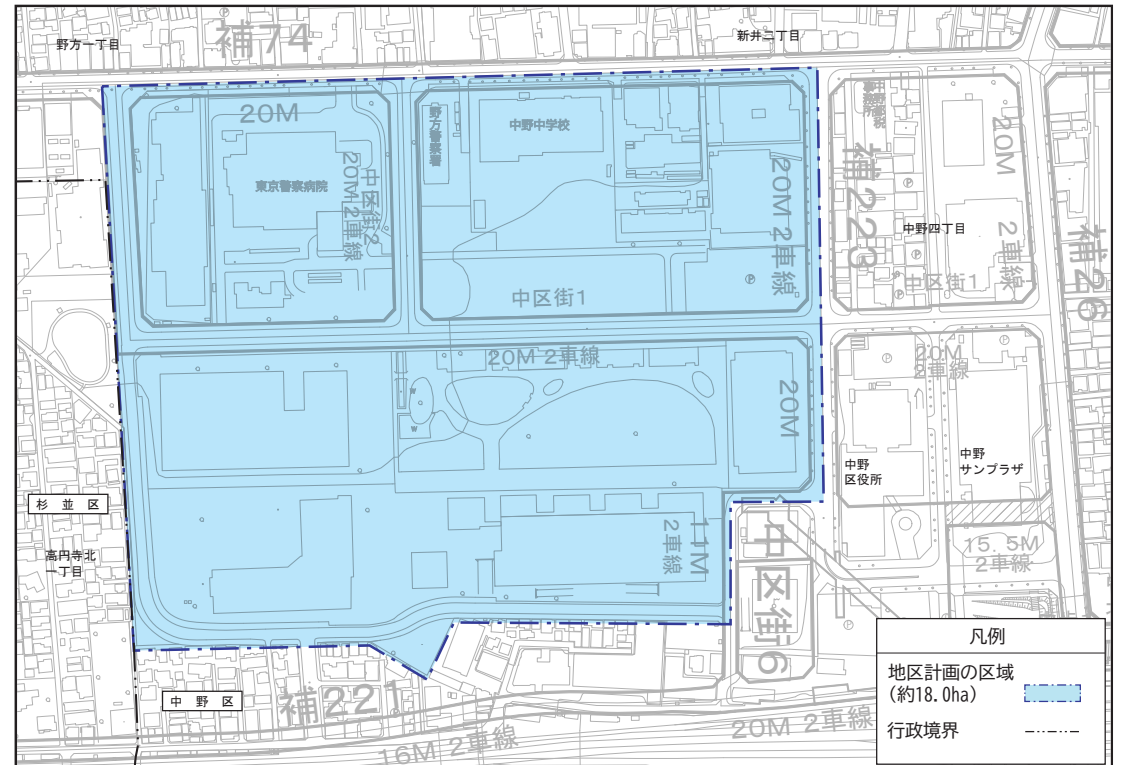 野方一丁目
補74
新井二丁目
20M
野方警察署
中野中学校
20M
東京警察病院
中区街2
20M 2車線
20M 2車線
補223
中野四丁目
2車線
補26
中区街1
中区街1
20M 2車線
20M
2車線
20M
中野
区役所
中野
サンプラザ
杉並区
11M
2車線
高円寺北
一丁目
中区街6
15.5M
2車線
中野区
補221
16M 2車線
20M 2車線
凡例
地区計画の区域
(約18.0ha)
行政境界